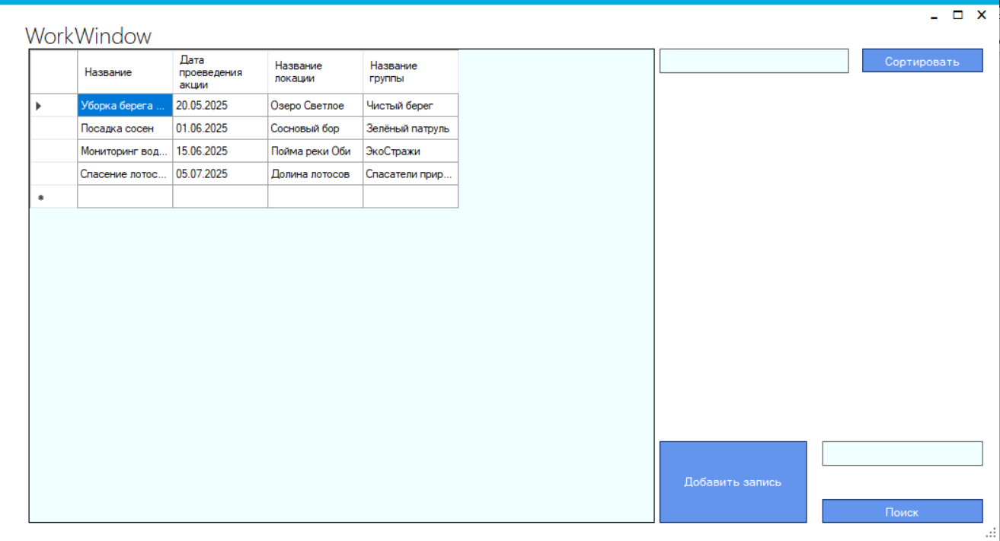 WorkWindow
Название
Дата
проеведения
акции
Название
локации
Название
группы
Уборка берега ...
20.05.2025
Озеро Светлое
Чистый берег
Посадка сосен
01.06.2025
Сосновый бор
Зелёный патруль
Мониторинг вод...
15.06.2025
Пойма реки Оби
ЭкоСтражи
Спасение лотос...
05.07.2025
Долина лотосов
Спасатели прир...
Сортировать
Добавить запись
Поиск